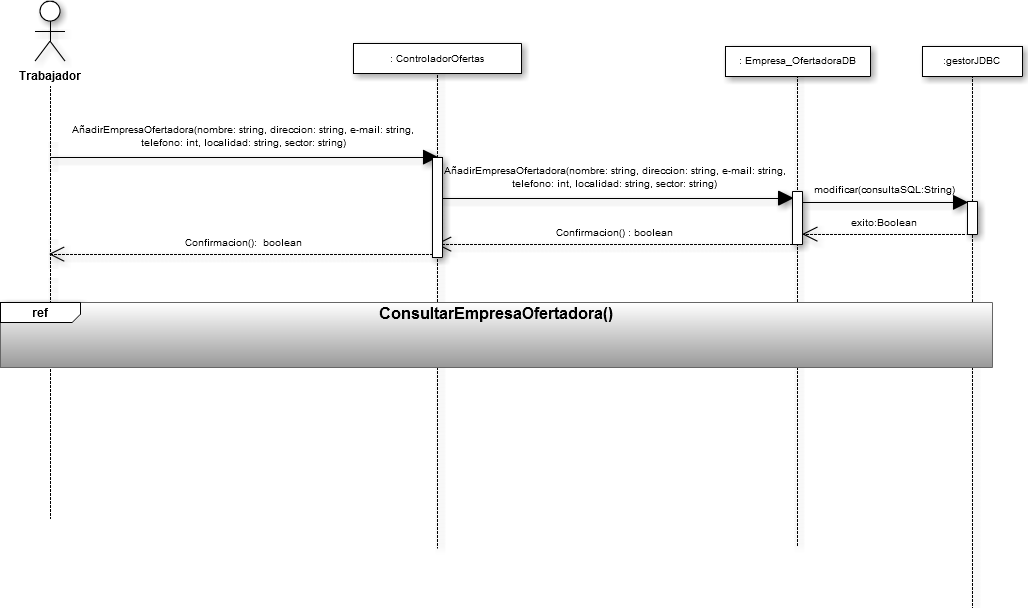 Trabajador
: ControladorOfertas
: Empresa_OfertadoraDB
:gestorJDBC
AñadirEmpresaOfertadora(nombre: string, direccion: string, e-mail: string,
telefono: int, localidad: string, sector: string)
AñadirEmpresaOfertadora(nombre: string, direccion: string, e-mail: string,
telefono: int, localidad: string, sector: string)
modificar(consultaSQL:String)
exito:Boolean
Confirmacion() : boolean
Confirmacion(): boolean
ref
ConsultarEmpresaOfertadora()